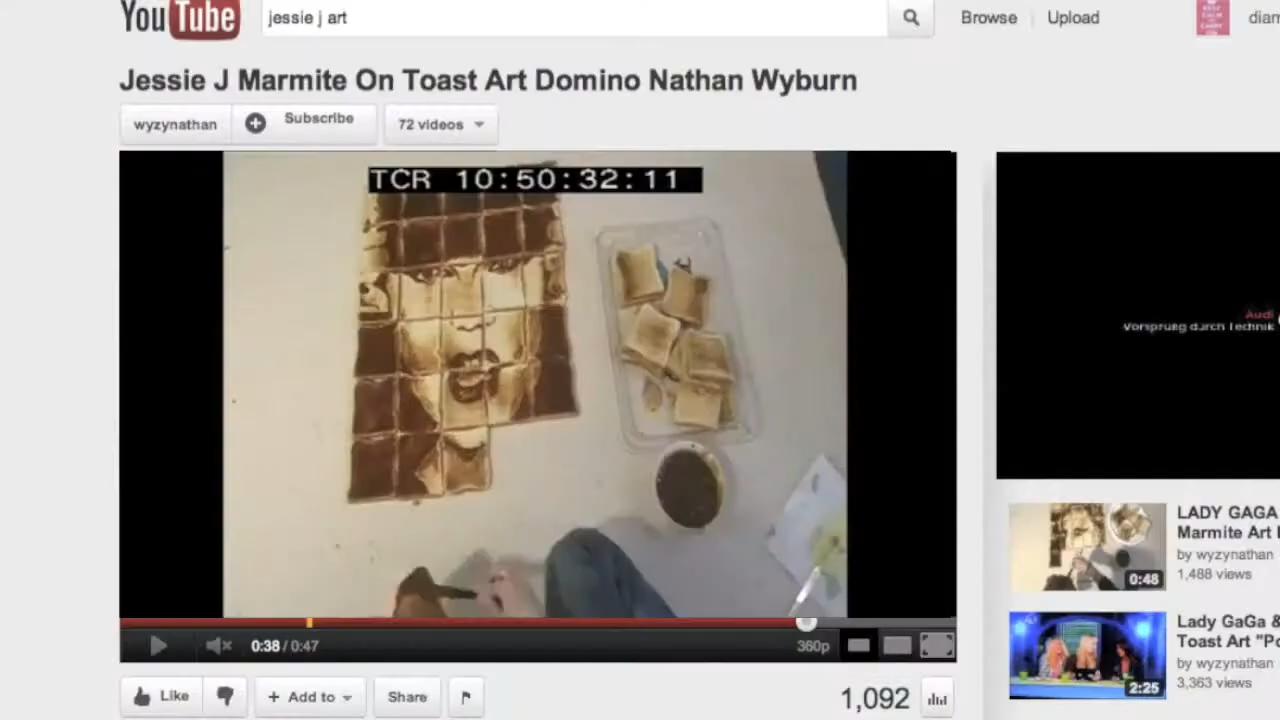 You Tube
jessie j art
Browse
Upload
Jessie J Marmite On Toast Art Domino Nathan Wyburn
wyzynathan
Subscribe
72 videos
TCR 10:50:32:11
Audi
Vorsprung durch Technik
0:38 / 0:47
360p
LADY GAGA
Marmite Art
by wyzynathan
1,488 views
0:48
Lady GaGa &
Toast Art "Po
by wyzynathan
3,363 views
2:25
Like
+ Add to
Share
1,092